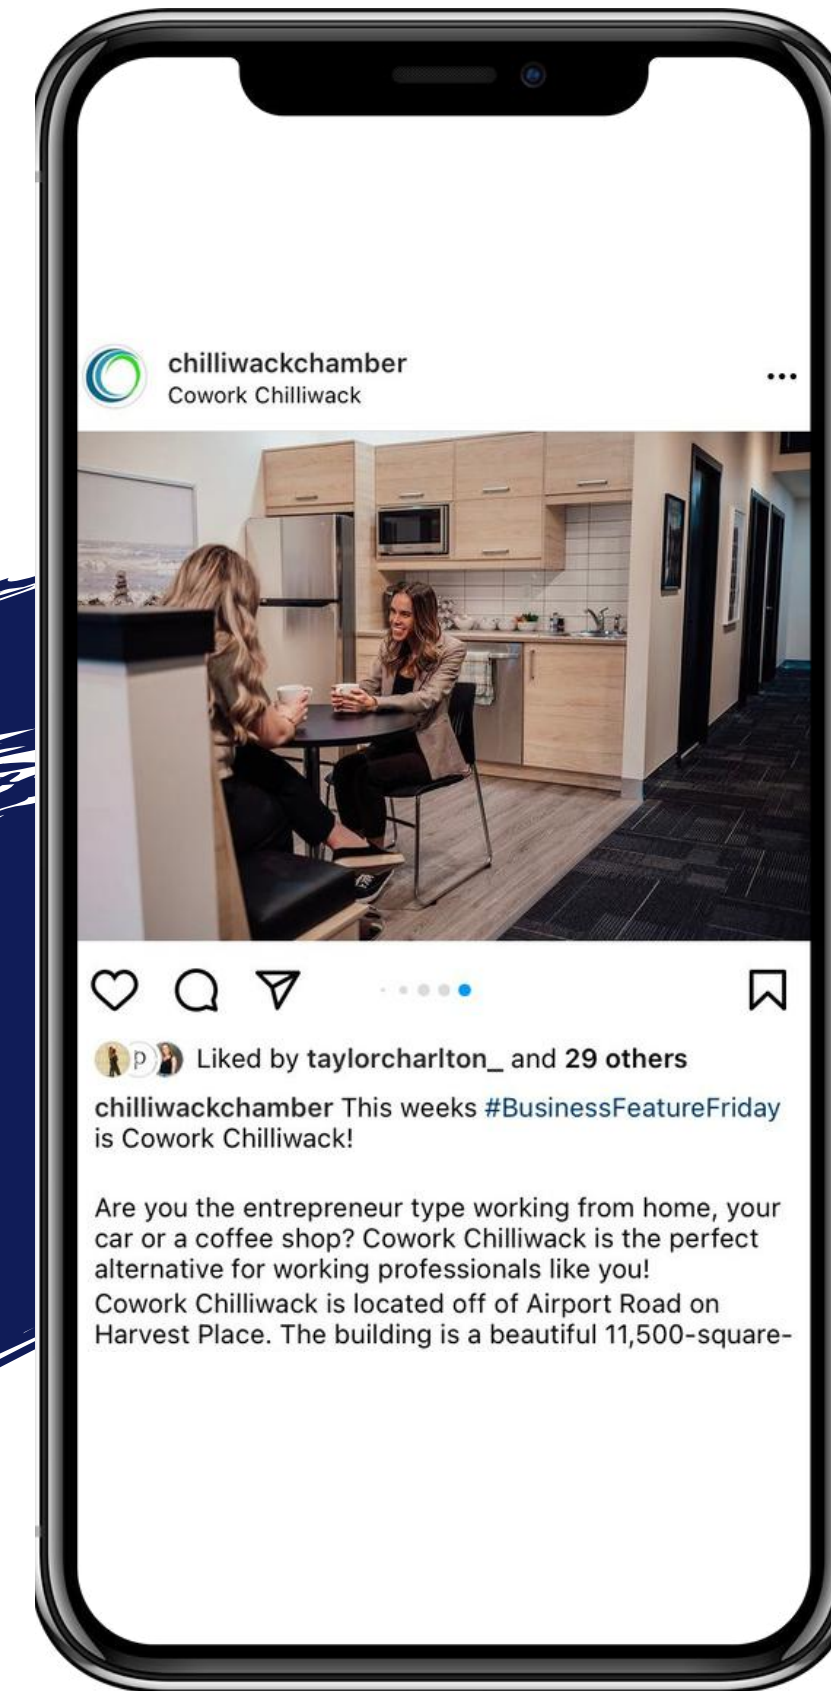 chilliwackchamber
Cowork Chilliwack
p
Liked by taylorcharlton_ and 29 others
chilliwackchamber This weeks #BusinessFeatureFriday
is Cowork Chilliwack!
Are you the entrepreneur type working from home, your
car or a coffee shop? Cowork Chilliwack is the perfect
alternative for working professionals like you!
Cowork Chilliwack is located off of Airport Road on
Harvest Place. The building is a beautiful 11,500-square-